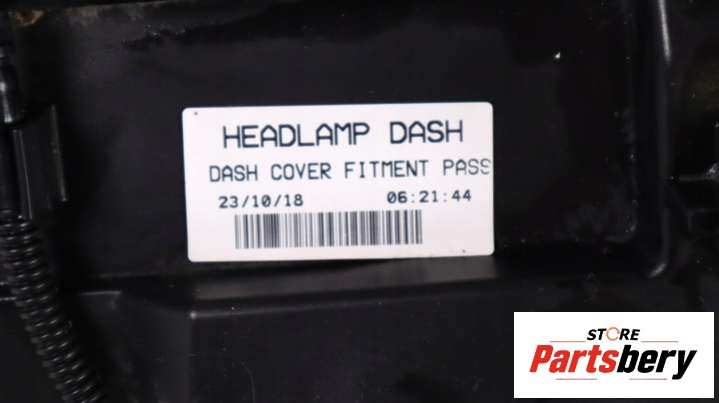 HEADLAMP DASH
DASH COVER FITMENT PASS
23/10/18 06:21:44
STORE
Partsbery